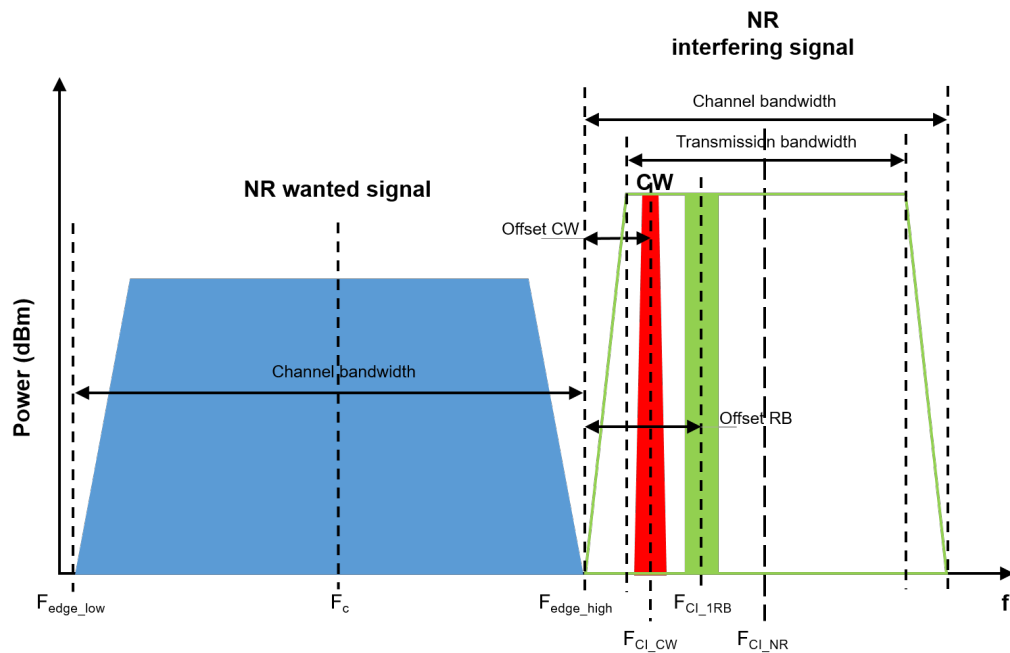 NR
interfering signal
Channel bandwidth
Transmission bandwidth
NR wanted signal
CW
Offset CW
Power (dBm)
Channel bandwidth
Offset RB
F_edge_low
F_c
F_edge_high
F_CI_1RB
f
F_CI_CW
F_CI_NR